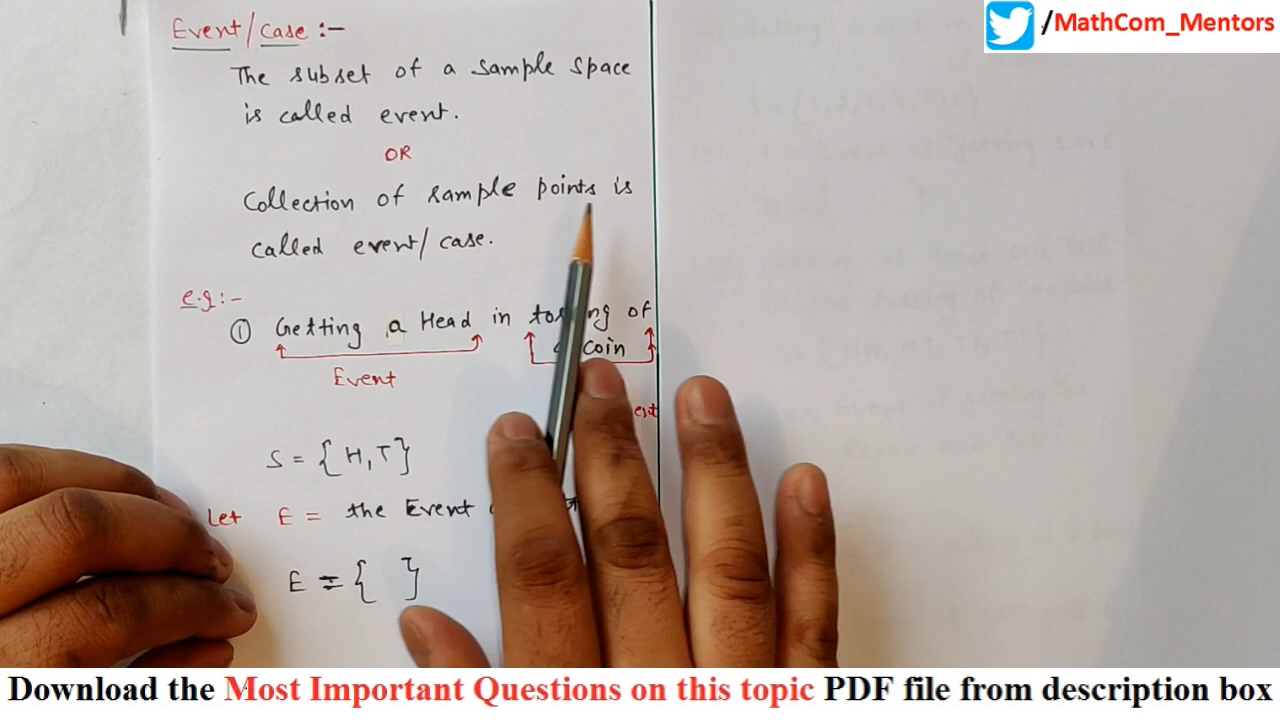 /MathCom_Mentors
Event/Case :-
The subset of a sample space
is called event.
OR
Collection of sample points is
called event/ case.
e.g:-
① Getting a Head in of
coin
Event
S = { H, T}
Let E = the Event
E = { }
Download the Most Important Questions on this topic PDF file from description box